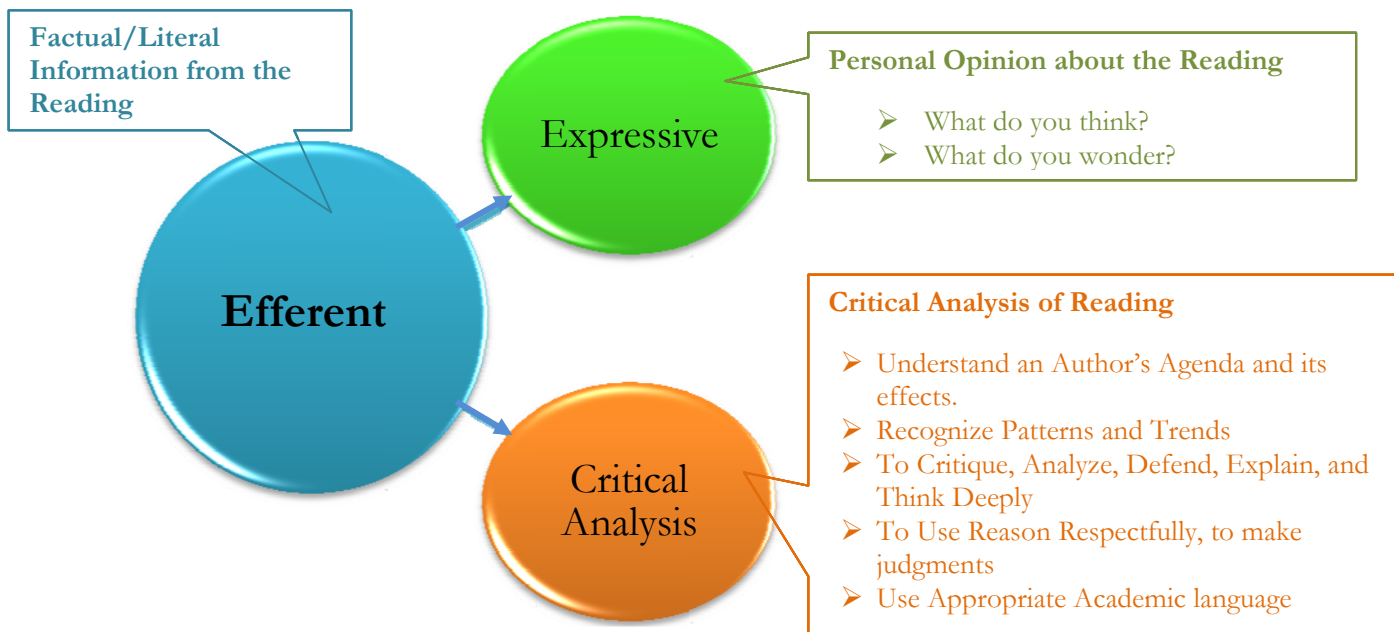 Factual/Literal
Information from the
Reading
Efferent
Expressive
Personal Opinion about the Reading
➢ What do you think?
➢ What do you wonder?
Critical
Analysis
Critical Analysis of Reading
➢ Understand an Author’s Agenda and its
effects.
➢ Recognize Patterns and Trends
➢ To Critique, Analyze, Defend, Explain, and
Think Deeply
➢ To Use Reason Respectfully, to make
judgments
➢ Use Appropriate Academic language